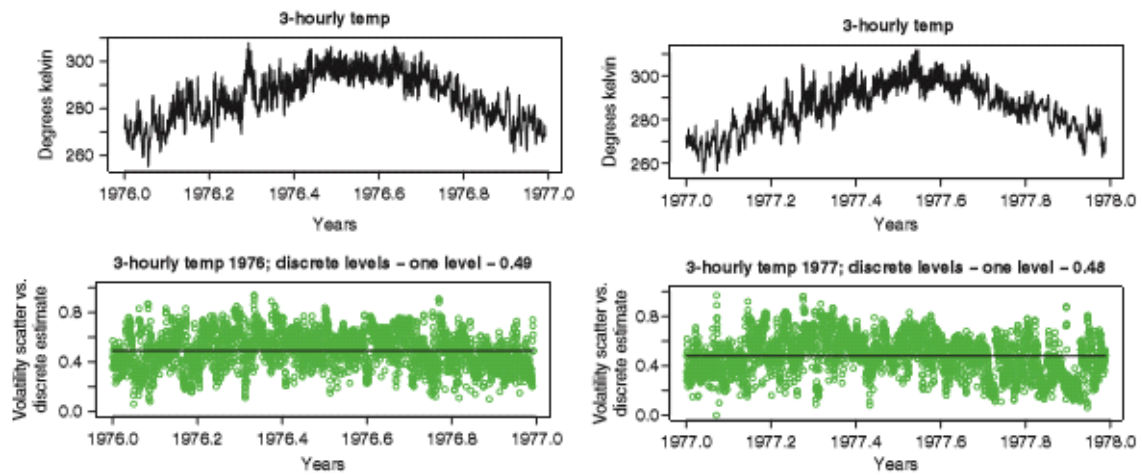 3-hourly temp
Degrees kelvin
300
280
260
1976.0 1976.2 1976.4 1976.6 1976.8 1977.0
Years
3-hourly temp
Degrees kelvin
300
280
260
1977.0 1977.2 1977.4 1977.6 1977.8 1978.0
Years
3-hourly temp 1976; discrete levels – one level – 0.49
Volatility scatter vs.
discrete estimate
0.8
0.4
0.0
1976.0 1976.2 1976.4 1976.6 1976.8 1977.0
Years
3-hourly temp 1977; discrete levels – one level – 0.48
Volatility scatter vs.
discrete estimate
0.8
0.4
0.0
1977.0 1977.2 1977.4 1977.6 1977.8 1978.0
Years